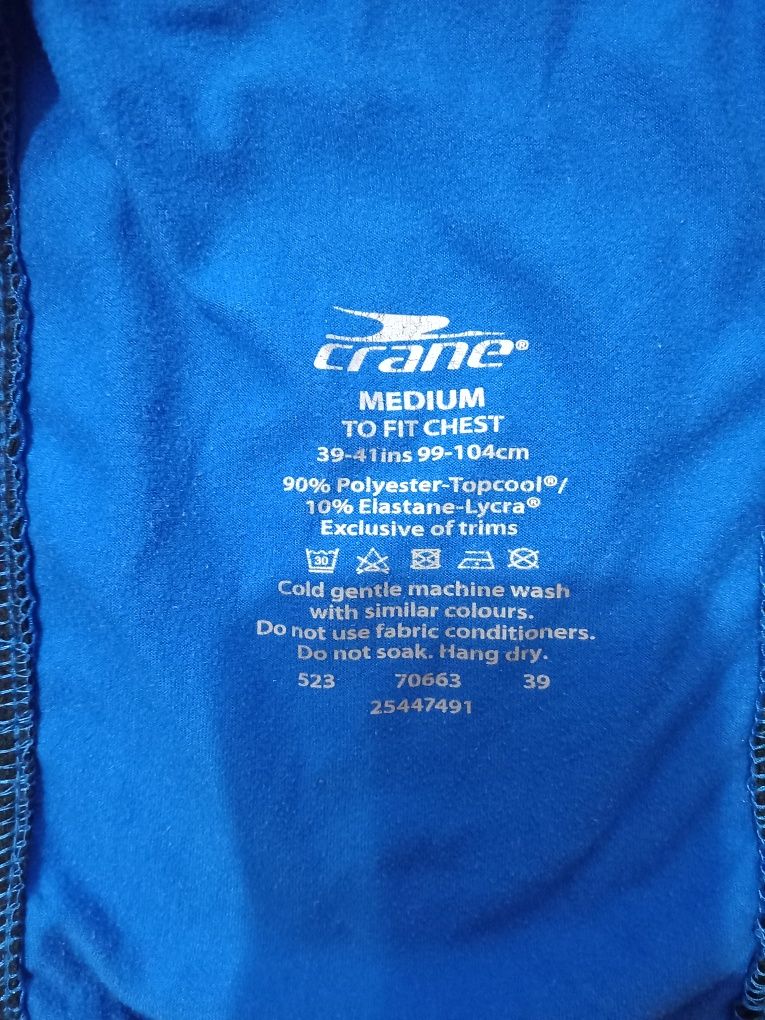 crane®
MEDIUM
TO FIT CHEST
39-41ins 99-104cm
90% Polyester-Topcool®/
10% Elastane-Lycra®
Exclusive of trims
30
Cold gentle machine wash
with similar colours.
Do not use fabric conditioners.
Do not soak. Hang dry.
523 70663 39
25447491